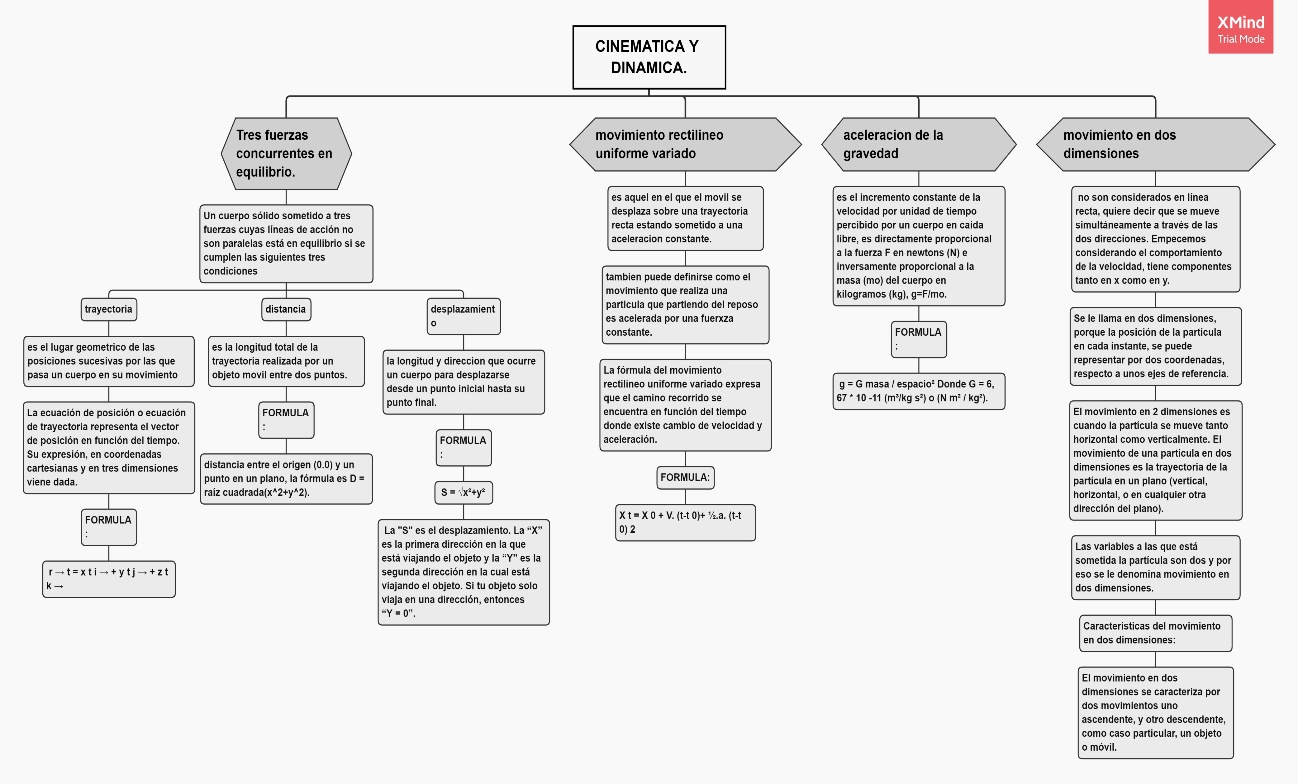 XMind
Trial Mode
CINEMATICA Y
DINAMICA.
Tres fuerzas
concurrentes en
equilibrio.
Un cuerpo sólido sometido a tres
fuerzas cuyas líneas de acción no
son paralelas está en equilibrio si se
cumplen las siguientes tres
condiciones
trayectoria
es el lugar geometrico de las
posiciones sucesivas por las que
pasa un cuerpo en su movimiento
La ecuación de posición o ecuación
de trayectoria representa el vector
de posición en función del tiempo.
Su expresión, en coordenadas
cartesianas y en tres dimensiones
viene dada.
FORMULA
:
r → t = x t i → + y t j → + z t
k →
distancia
es la longitud total de la
trayectoria realizada por un
objeto movil entre dos puntos.
FORMULA
:
distancia entre el origen (0.0) y un
punto en un plano, la fórmula es D =
raíz cuadrada(x^2+y^2).
desplazamient
o
la longitud y direccion que ocurre
un cuerpo para desplazarse
desde un punto inicial hasta su
punto final.
FORMULA
:
S = √x²+y²
La "S" es el desplazamiento. La “X”
es la primera dirección en la que
está viajando el objeto y la “Y” es la
segunda dirección en la cual está
viajando el objeto. Si tu objeto solo
viaja en una dirección, entonces
“Y = 0”.
movimiento rectilineo
uniforme variado
es aquel en el que el movil se
desplaza sobre una trayectoria
recta estando sometido a una
aceleracion constante.
tambien puede definirse como el
movimiento que realiza una
particula que partiendo del reposo
es acelerada por una fuerxza
constante.
La fórmula del movimiento
rectilíneo uniforme variado expresa
que el camino recorrido se
encuentra en función del tiempo
donde existe cambio de velocidad y
aceleración.
FORMULA:
X t = X 0 + V. (t-t 0)+ ½.a. (t-t
0) 2
aceleracion de la
gravedad
es el incremento constante de la
velocidad por unidad de tiempo
percibido por un cuerpo en caida
libre, es directamente proporcional
a la fuerza F en newtons (N) e
inversamente proporcional a la
masa (mo) del cuerpo en
kilogramos (kg), g=F/mo.
FORMULA
:
g = G masa / espacio² Donde G = 6,
67 * 10 -11 (m³/kg s²) o (N m² / kg²).
movimiento en dos
dimensiones
no son considerados en línea
recta, quiere decir que se mueve
simultáneamente a través de las
dos direcciones. Empecemos
considerando el comportamiento
de la velocidad, tiene componentes
tanto en x como en y.
Se le llama en dos dimensiones,
porque la posición de la partícula
en cada instante, se puede
representar por dos coordenadas,
respecto a unos ejes de referencia.
El movimiento en 2 dimensiones es
cuando la partícula se mueve tanto
horizontal como verticalmente. El
movimiento de una partícula en dos
dimensiones es la trayectoria de la
partícula en un plano (vertical,
horizontal, o en cualquier otra
dirección del plano).
Las variables a las que está
sometida la partícula son dos y por
eso se le denomina movimiento en
dos dimensiones.
Características del movimiento
en dos dimensiones:
El movimiento en dos
dimensiones se caracteriza por
dos movimientos uno
ascendente, y otro descendente,
como caso particular, un objeto
o móvil.